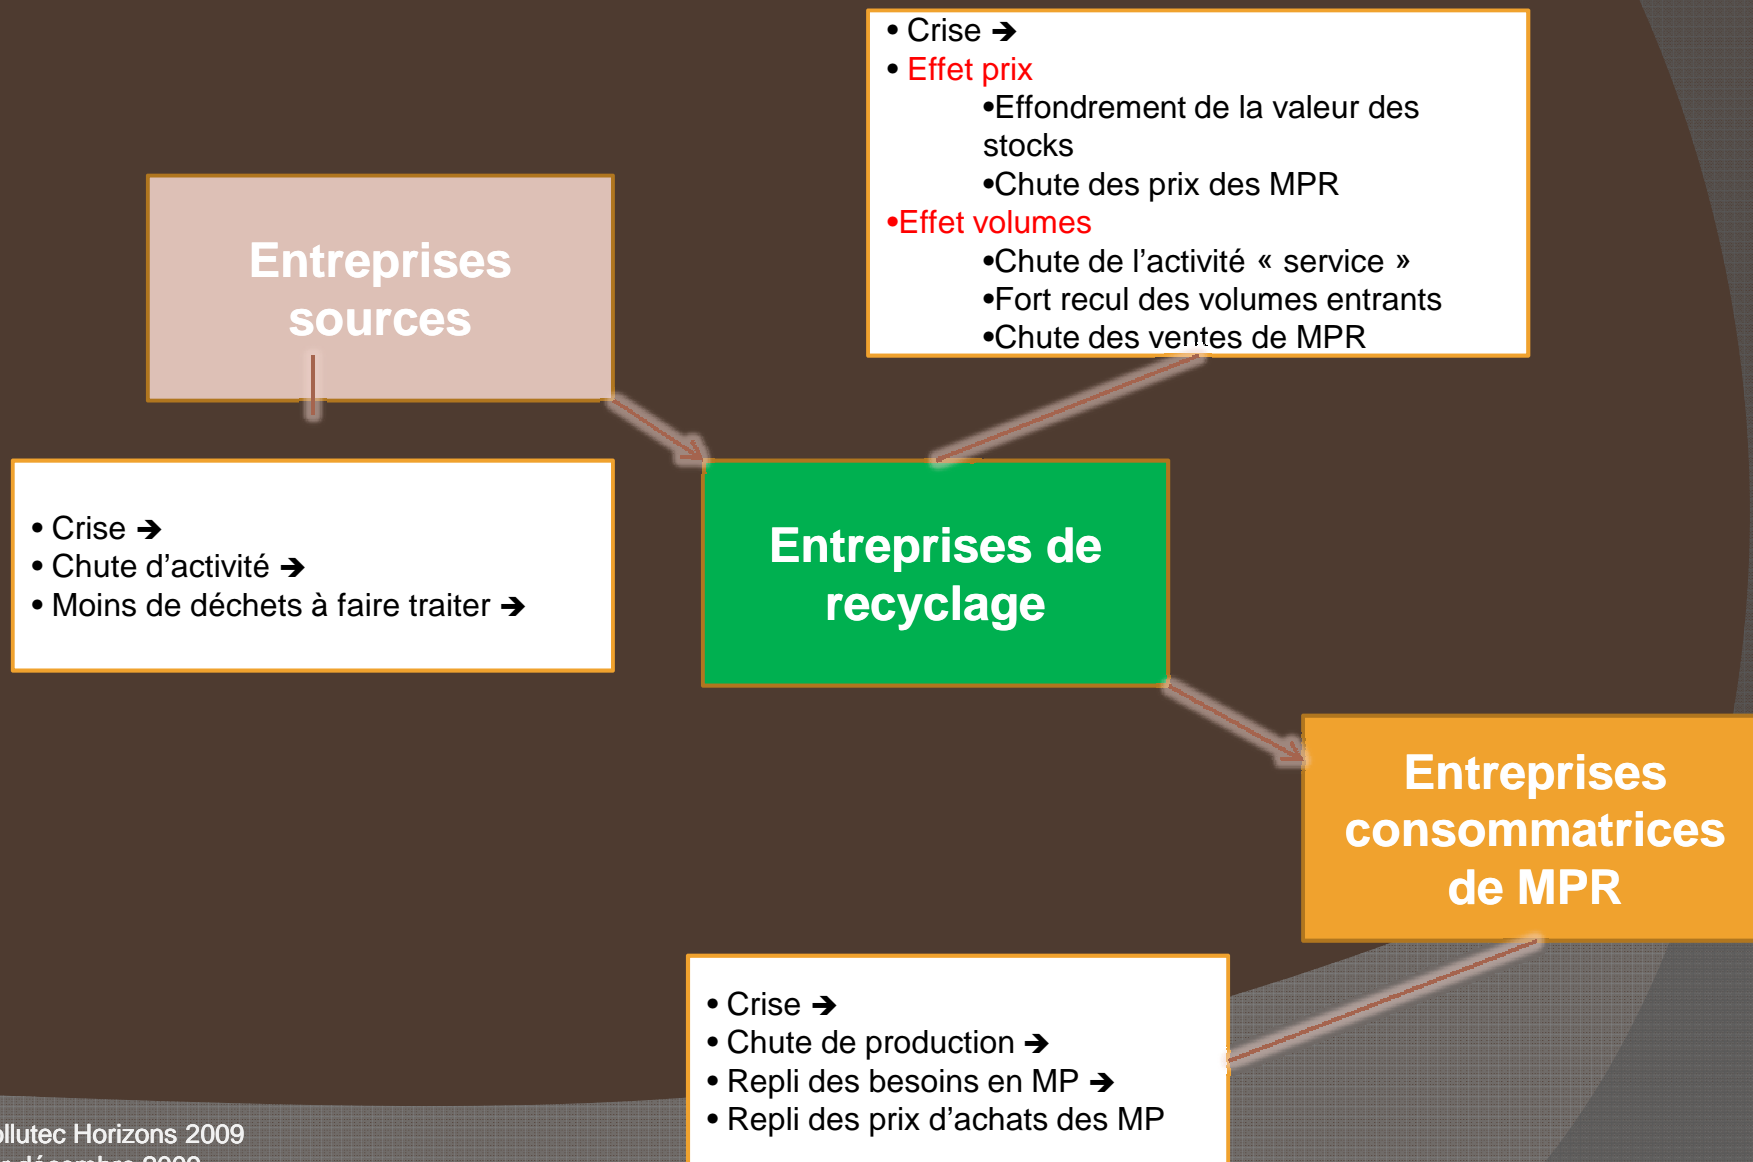 • Crise ➔
• Effet prix
•Effondrement de la valeur des
stocks
•Chute des prix des MPR
•Effet volumes
•Chute de l’activité « service »
•Fort recul des volumes entrants
•Chute des ventes de MPR
Entreprises
sources
• Crise ➔
• Chute d’activité ➔
• Moins de déchets à faire traiter ➔
Entreprises de
recyclage
Entreprises
consommatrices
de MPR
• Crise ➔
• Chute de production ➔
• Repli des besoins en MP ➔
• Repli des prix d’achats des MP
ollutec Horizons 2009
décembre 2009